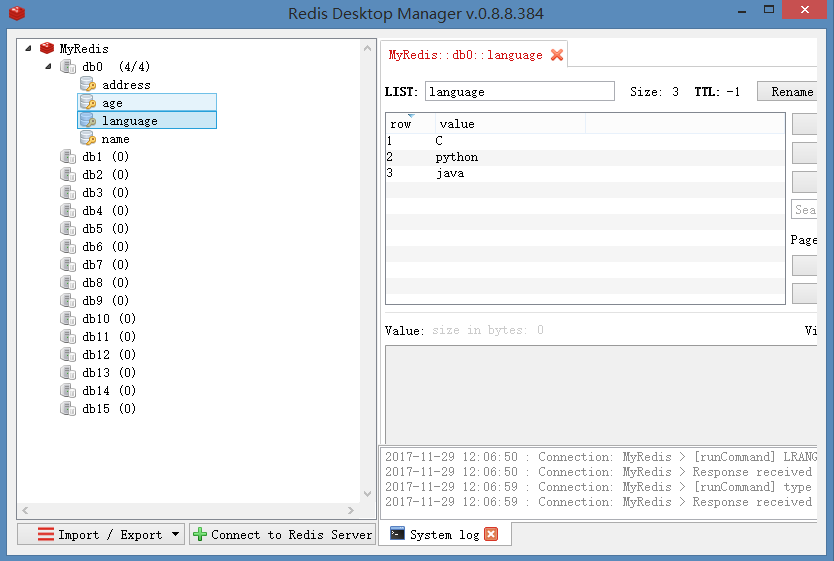 Redis Desktop Manager v.0.8.8.384
MyRedis
db0 (4/4)
address
age
language
name
db1 (0)
db2 (0)
db3 (0)
db4 (0)
db5 (0)
db6 (0)
db7 (0)
db8 (0)
db9 (0)
db10 (0)
db11 (0)
db12 (0)
db13 (0)
db14 (0)
db15 (0)
Import / Export
Connect to Redis Server
MyRedis::db0::language
LIST: language Size: 3 TTL: -1 Rename
row value
1 C
2 python
3 java
Sea
Page
Value: size in bytes: 0 Vi
2017-11-29 12:06:50 : Connection: MyRedis > [runCommand] LRANG
2017-11-29 12:06:50 : Connection: MyRedis > Response received
2017-11-29 12:06:59 : Connection: MyRedis > [runCommand] type
2017-11-29 12:06:59 : Connection: MyRedis > Response received
System log